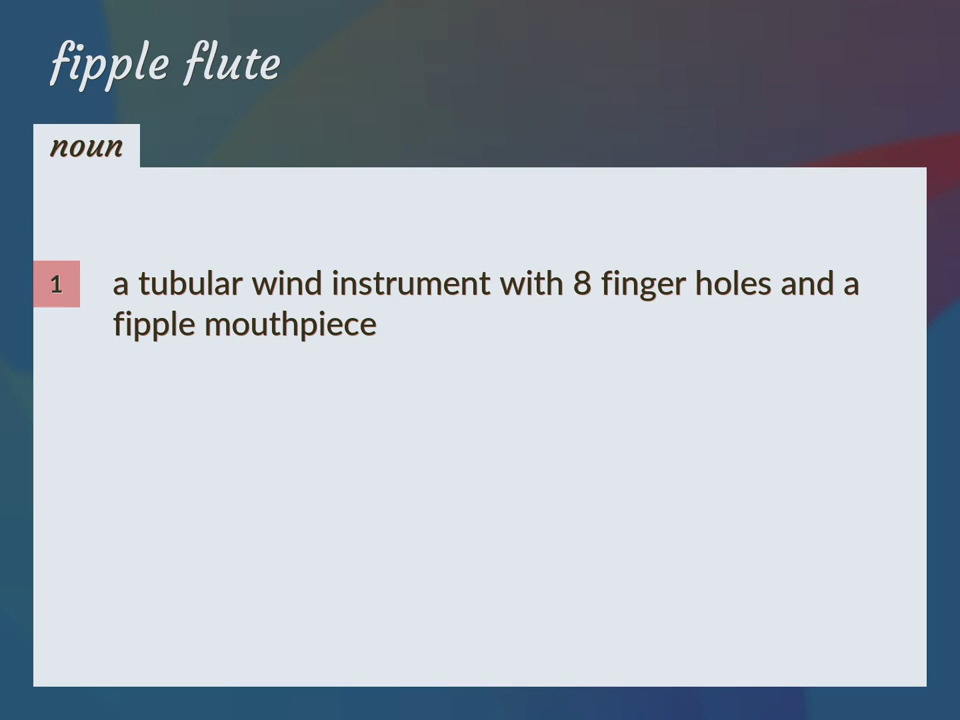 fipple flute
noun
1
a tubular wind instrument with 8 finger holes and a
fipple mouthpiece